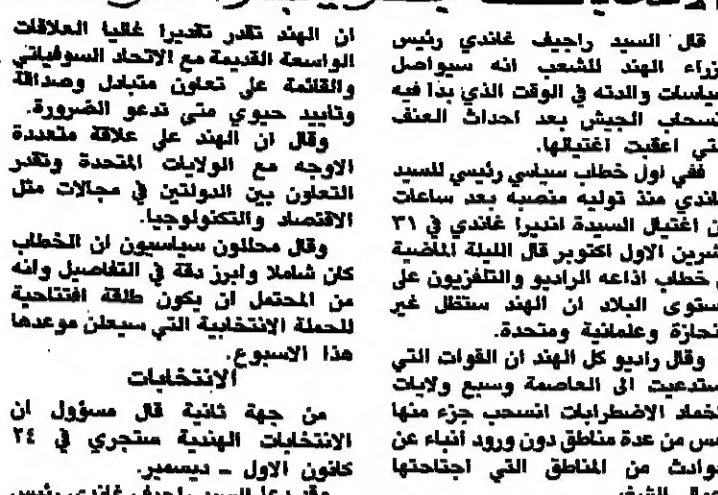 قال السيد راجيف غاندي رئيس
وزراء الهند للشعب انه سيواصل
سياسات والدته في الوقت الذي بدا فيه
انسحاب الجيش بعد احداث العنف
التي اعقبت اغتيالها.
ففي اول خطاب سياسي رئيسي للسيد
غاندي منذ توليه منصبه بعد ساعات
من اغتيال السيدة انديرا غاندي في ٣١
تشرين الاول اكتوبر قال الليلة الماضية
خطاب اذاعه الراديو والتلفزيون على
مستوى البلاد ان الهند ستظل غير
منحازة وعلمانية ومتحدة.
وقال راديو كل الهند ان القوات التي
استدعيت الى العاصمة وسبع ولايات
لاخماد الاضطرابات انسحب جزء منها
امس من عدة مناطق دون ورود انباء عن
حوادث من المناطق التي اجتاحتها
ان الهند تقدر تقديرا عاليا العلاقات
الواسعة القديمة مع الاتحاد السوفياتي
والقائمة على تعاون متبادل وصداقة
وتاييد حيوي متى تدعو الضرورة.
وقال ان الهند على علاقة متعددة
الاوجه مع الولايات المتحدة وتقدر
التعاون بين الدولتين في مجالات مثل
الاقتصاد والتكنولوجيا.
وقال محللون سياسيون ان الخطاب
كان شاملا وابرز دقة في التفاصيل وانه
من المحتمل ان يكون طلقة افتتاحية
للحملة الانتخابية التي سيعلن موعدها
هذا الاسبوع.
الانتخابات
من جهة ثانية قال مسؤول ان
الانتخابات الهندية ستجري في ٢٤
كانون الاول ـ ديسمبر.
السيد راجيف غاندي رئيس